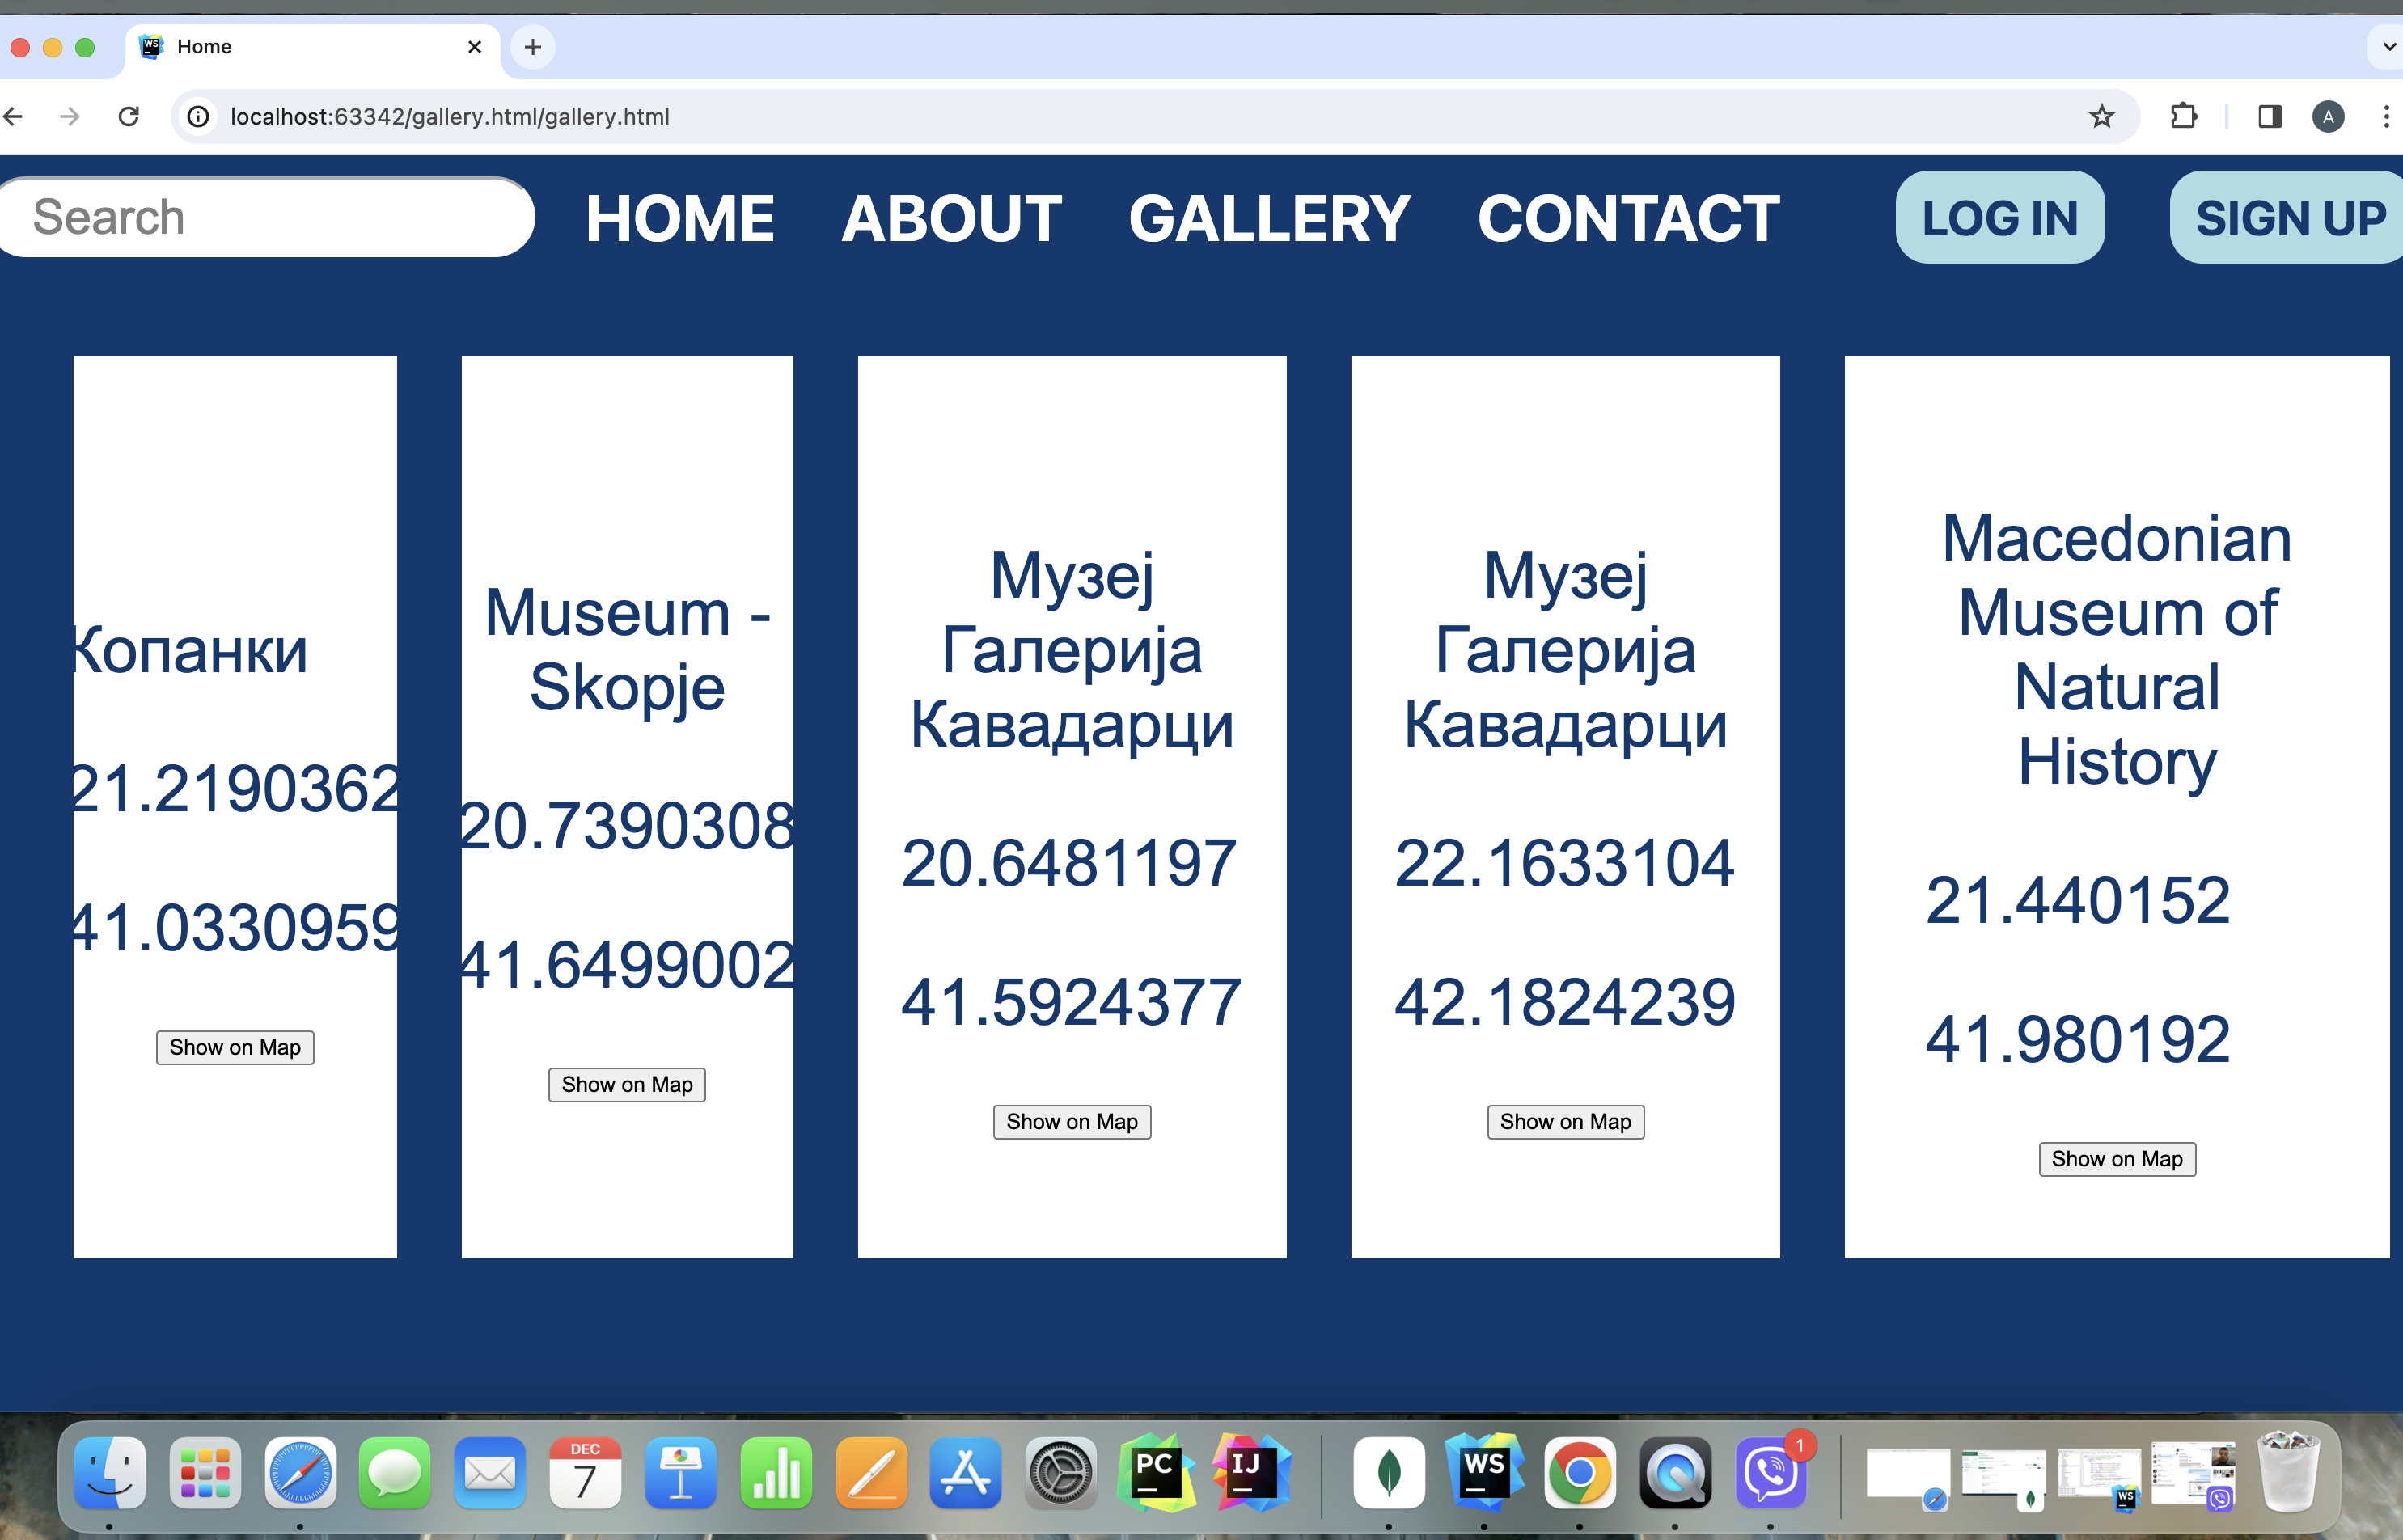 Home
localhost:63342/gallery.html/gallery.html
A
Search
HOME
ABOUT
GALLERY
CONTACT
LOG IN
SIGN UP
Копанки
21.2190362
41.0330959
Show on Map
Museum -
Skopje
20.7390308
41.6499002
Show on Map
Музеј
Галерија
Кавадарци
20.6481197
41.5924377
Show on Map
Музеј
Галерија
Кавадарци
22.1633104
42.1824239
Show on Map
Macedonian
Museum of
Natural
History
21.440152
41.980192
Show on Map
DEC
7
PC
IJ
WS
1
WS